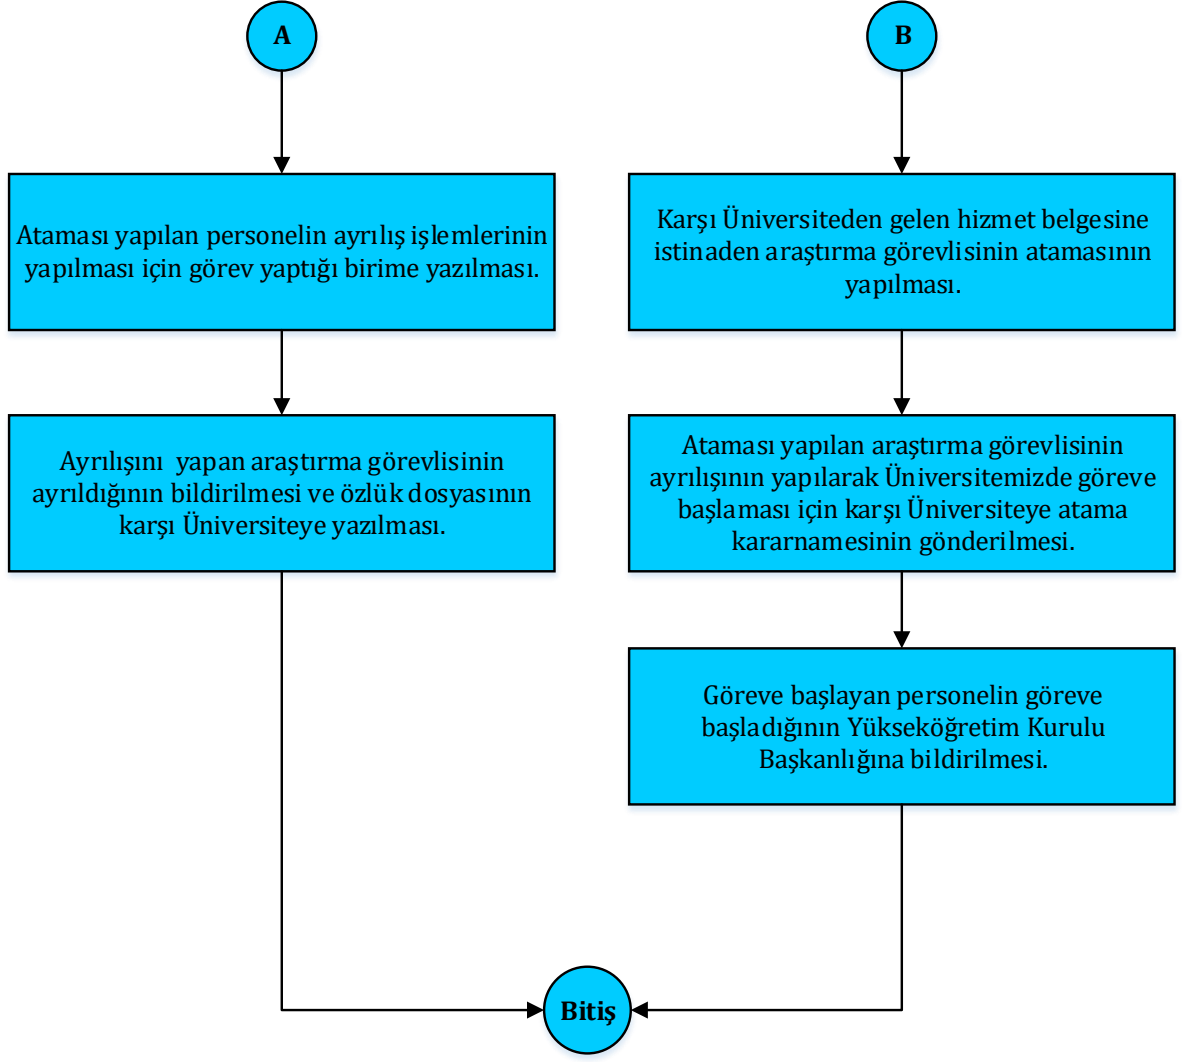 A
Ataması yapılan personelin ayrılış işlemlerinin
yapılması için görev yaptığı birime yazılması.
Ayrılışını yapan araştırma görevlisinin
ayrıldığının bildirilmesi ve özlük dosyasının
karşı Üniversiteye yazılması.
B
Karşı Üniversiteden gelen hizmet belgesine
istinaden araştırma görevlisinin atamasının
yapılması.
Ataması yapılan araştırma görevlisinin
ayrılışının yapılarak Üniversitemizde göreve
başlaması için karşı Üniversiteye atama
kararnamesinin gönderilmesi.
Göreve başlayan personelin göreve
başladığının Yükseköğretim Kurulu
Başkanlığına bildirilmesi.
Bitiş